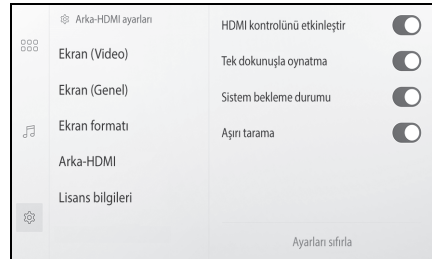 Arka-HDMI ayarları
Ekran (Video)
Ekran (Genel)
Ekran formatı
Arka-HDMI
Lisans bilgileri
HDMI kontrolünü etkinleştir
Tek dokunuşla oynatma
Sistem bekleme durumu
Aşırı tarama
Ayarları sıfırla